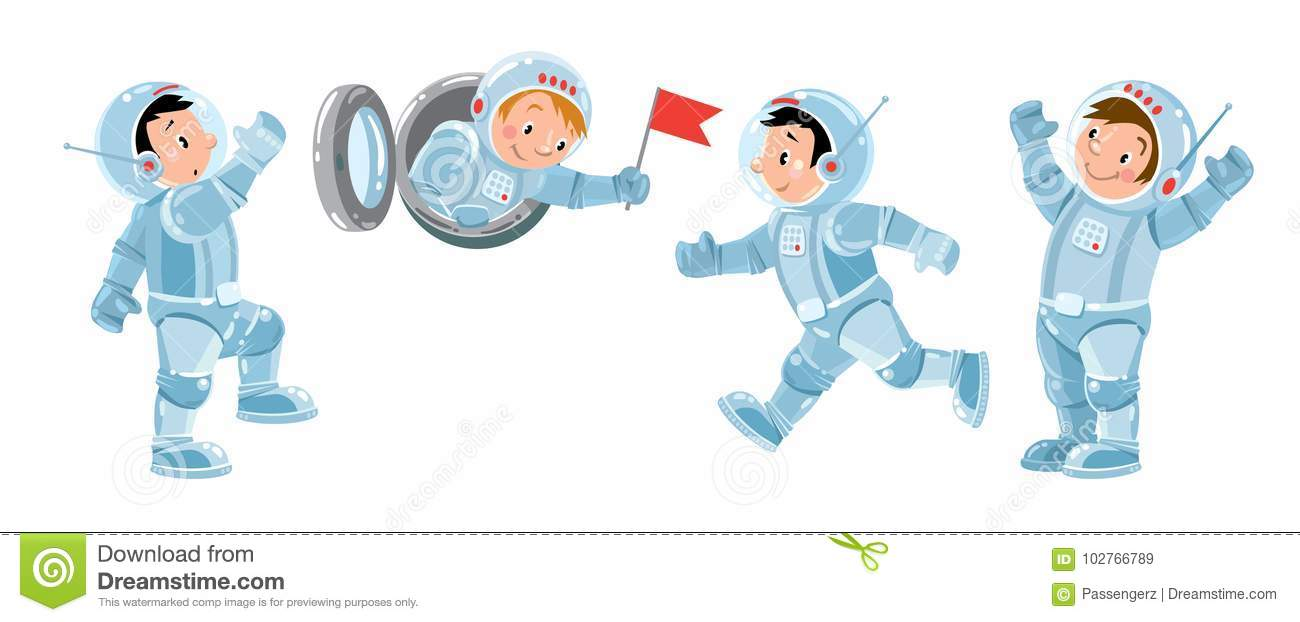 Download from
Dreamstime.com
This watermarked comp image is for previewing purposes only.
ID 102766789
© Passengerz | Dreamstime.com